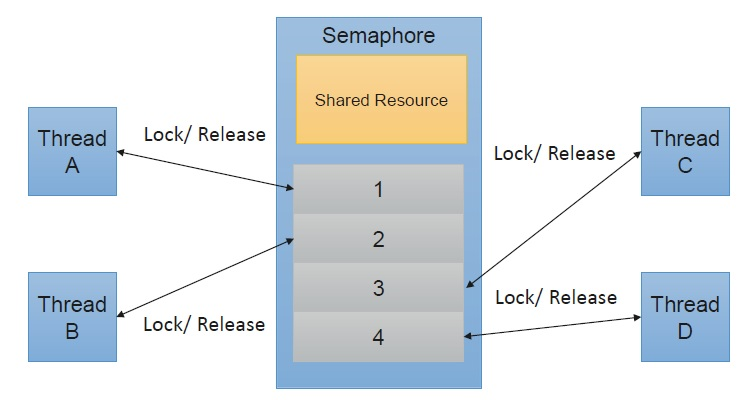 Semaphore
Shared Resource
Thread
A
Lock/ Release
Thread
B
Lock/ Release
1
2
3
4
Lock/ Release
Thread
C
Lock/ Release
Thread
D